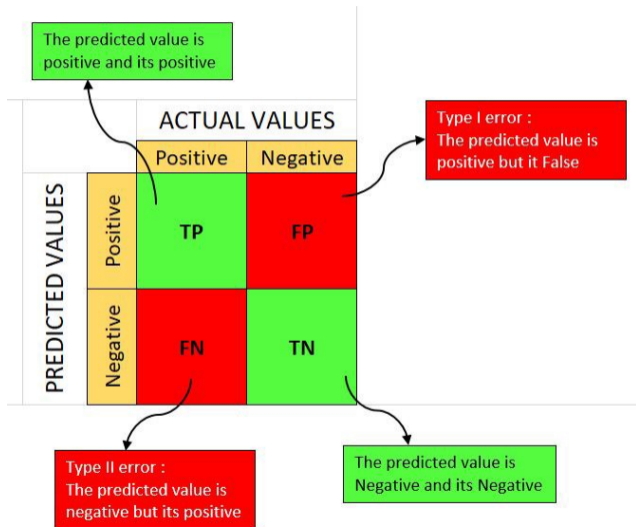 The predicted value is
positive and its positive
ACTUAL VALUES
Type I error :
The predicted value is
positive but it False
Positive
Negative
PREDICTED VALUES
Positive
TP
FP
Negative
FN
TN
Type II error :
The predicted value is
negative but its positive
The predicted value is
Negative and its Negative